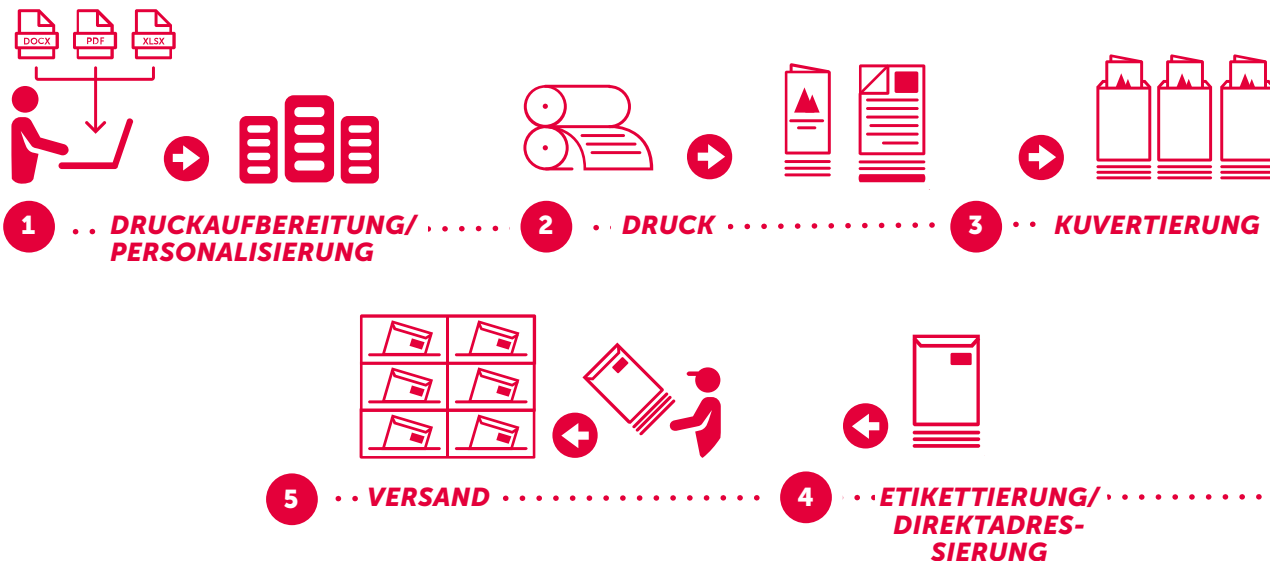 DOCX PDF XLSX
1 DRUCKAUFBEREITUNG/
PERSONALISIERUNG
2 DRUCK
3 KUVERTIERUNG
4 ETIKETTIERUNG/
DIREKTADRES-
SIERUNG
5 VERSAND